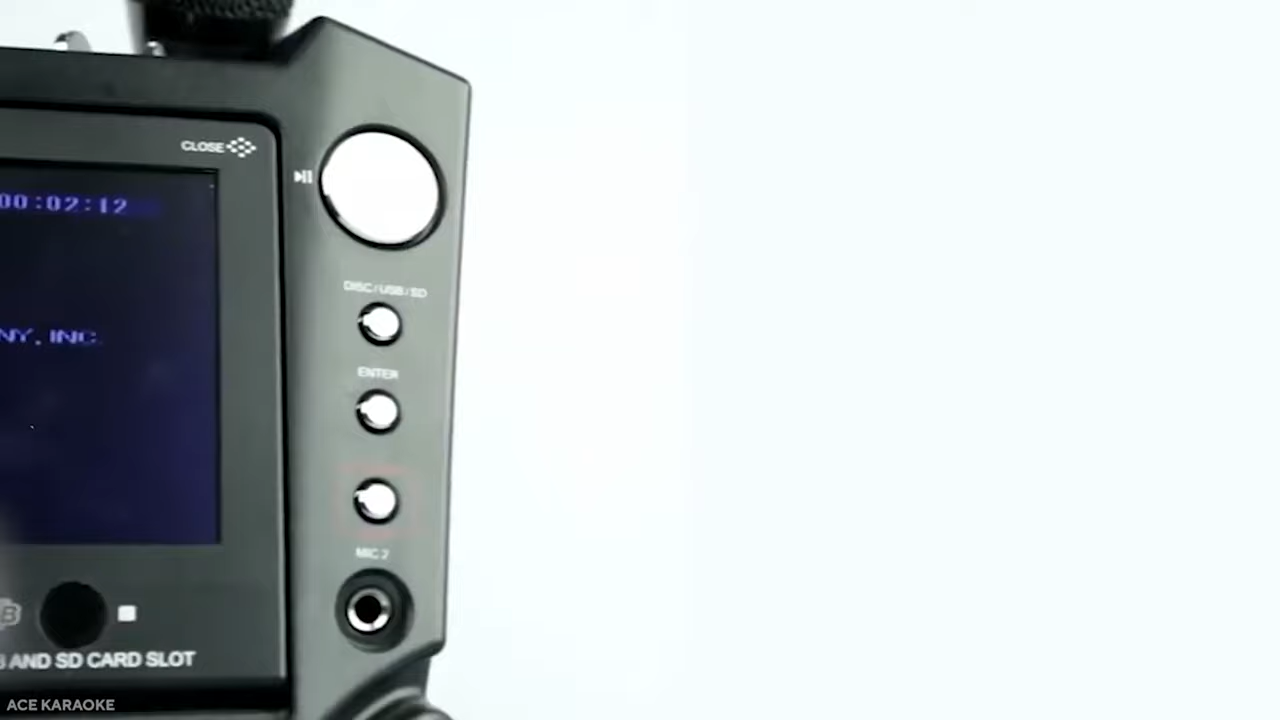 CLOSE
00:02:12
DISC / USB / SD
NY, INC.
ENTER
MIC 2
B AND SD CARD SLOT
ACE KARAOKE